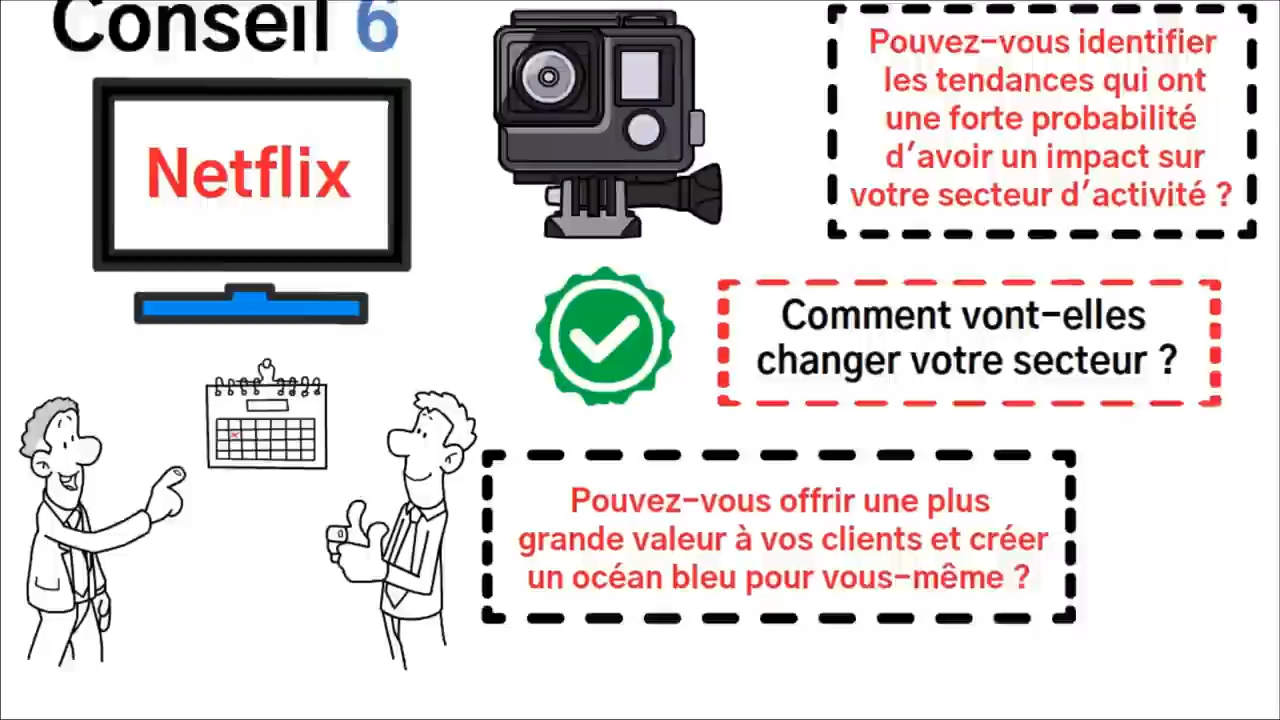 Conseil 6
Netflix
Pouvez-vous identifier
les tendances qui ont
une forte probabilité
d'avoir un impact sur
votre secteur d'activité ?
Comment vont-elles
changer votre secteur ?
Pouvez-vous offrir une plus
grande valeur à vos clients et créer
un océan bleu pour vous-même ?